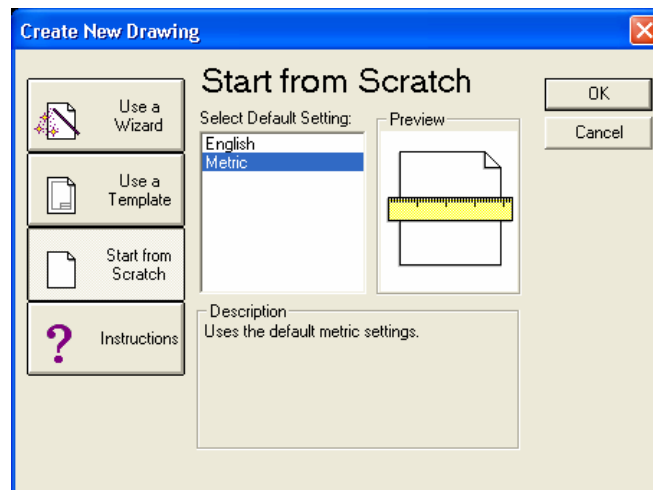 Create New Drawing
Use a
Wizard
Use a
Template
Start from
Scratch
Instructions
Start from Scratch
Select Default Setting:
English
Metric
Preview
Description
Uses the default metric settings.
OK
Cancel